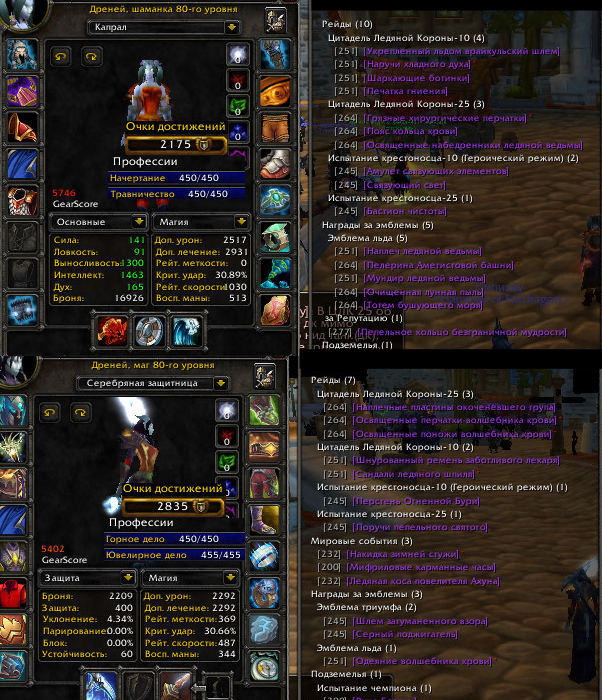 Дреней, шаманка 80-го уровня
Капрал
0
0
0
0
Очки достижений
2175
Профессии
5746
GearScore
Начертание 450/450
Травничество 450/450
Основные
Магия
Сила: 141
Ловкость: 91
Выносливость:1300
Интеллект: 1463
Дух: 165
Броня: 16926
Доп. урон: 2517
Доп. лечение: 2931
Рейт. меткости: 0
Крит. удар: 30.89%
Рейт. скорости1030
Восп. маны: 513
Рейды (10)
Цитадель Ледяной Короны-10 (4)
[251] [Укрепленный льдом врайкульский шлем]
[251] [Наручи хладного духа]
[251] [Шаркающие ботинки]
[251] [Печатка гниения]
Цитадель Ледяной Короны-25 (3)
[264] [Грязные хирургические перчатки]
[264] [Пояс кольца крови]
[264] [Освященные набедренники ледяной ведьмы]
Испытание крестоносца-10 (Героический режим) (2)
[245] [Амулет связующих элементов]
[245] [Связующий свет]
Испытание крестоносца-25 (1)
[245] [Бастион чистоты]
Награды за эмблемы (5)
Эмблема льда (5)
[251] [Наплеч ледяной ведьмы]
[264] [Пелерина Аметистовой башни]
[251] [Мундир ледяной ведьмы]
[264] [Очищенная лунная пыль]
[264] [Тотем бушующего моря]
за Репутацию (1)
[277] [Пепельное кольцо безграничной мудрости]
Подземелья (1)
Дреней, маг 80-го уровня
Серебряная защитница
0
0
0
Очки достижений
2835
Профессии
5402
GearScore
Горное дело 450/450
Ювелирное дело 455/455
Защита
Магия
Броня: 2209
Защита: 400
Уклонение: 4.34%
Парирование0.00%
Блок: 0.00%
Устойчивость: 60
Доп. урон: 2292
Доп. лечение: 2292
Рейт. меткости:369
Крит. удар: 30.66%
Рейт. скорости:487
Восп. маны: 344
Рейды (7)
Цитадель Ледяной Короны-25 (3)
[264] [Наплечные пластины окоченевшего трупа]
[264] [Освященные перчатки волшебника крови]
[264] [Освященные поножи волшебника крови]
Цитадель Ледяной Короны-10 (2)
[251] [Шнурованный ремень заботливого лекаря]
[251] [Сандали ледяного шипа]
Испытание крестоносца-10 (Героический режим) (1)
[245] [Перстень Огненной Бури]
Испытание крестоносца-25 (1)
[245] [Поручи пепельного святого]
Мировые события (3)
[232] [Накидка зимней стужи]
[200] [Мифриловые карманные часы]
[232] [Ледяная коса повелителя Ахуна]
Награды за эмблемы (3)
Эмблема триумфа (2)
[245] [Шлем затуманенного взора]
[245] [Серный поджигатель]
Эмблема льда (1)
[251] [Одеяние волшебника крови]
Подземелья (1)
Испытание чемпиона (1)